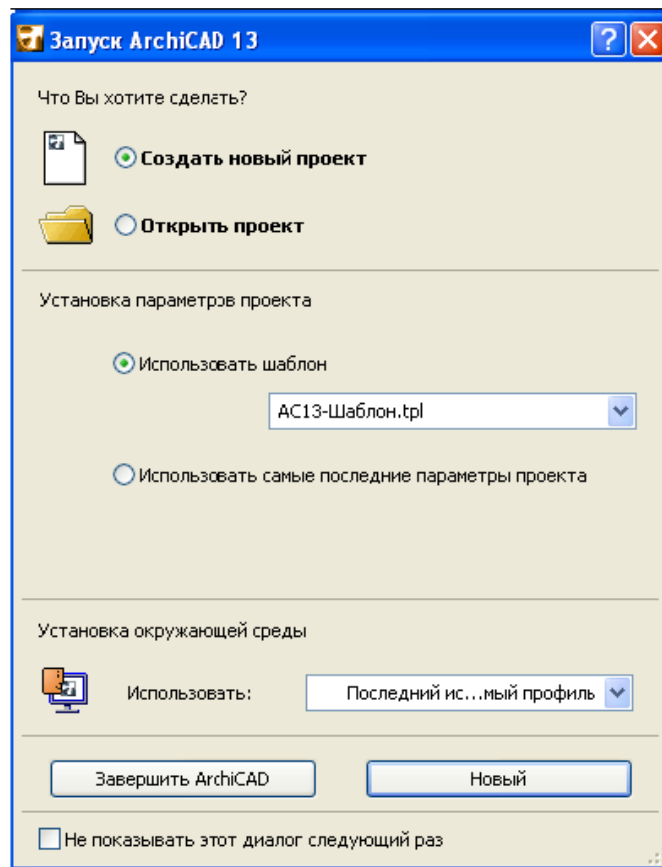 Запуск ArchiCAD 13
Что Вы хотите сделать?
Создать новый проект
Открыть проект
Установка параметров проекта
Использовать шаблон
АС13-Шаблон.tpl
Использовать самые последние параметры проекта
Установка окружающей среды
Использовать: Последний ис...мый профиль
Завершить ArchiCAD Новый
Не показывать этот диалог следующий раз